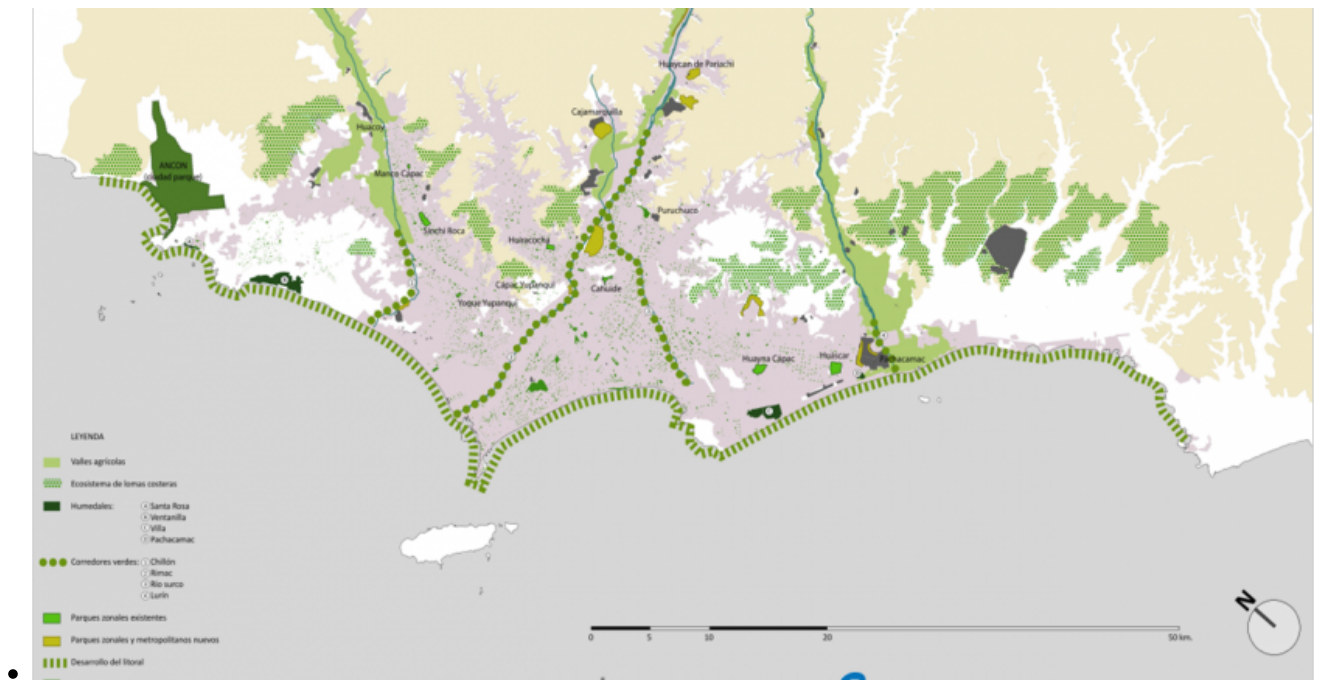 Huaycan de Pariachi
Cajamarquilla
Huacoy
ANCON
(ciudad parque)
Manco Capac
Puruchuco
Sinchi Roca
Huiracocha
Capac Yupanqui
Cahuide
Yoque Yupanqui
Huayna Cápac
Huáscar
Pachacamac
LEYENDA
Valles agrícolas
Ecosistema de lomas costeras
Humedales:
Santa Rosa
Ventanilla
Villa
Pachacamac
Corredores verdes:
Chillón
Rimac
Río surco
Lurín
Parques zonales existentes
Parques zonales y metropolitanos nuevos
Desarrollo del litoral
0 5 10 20 50 km.
N